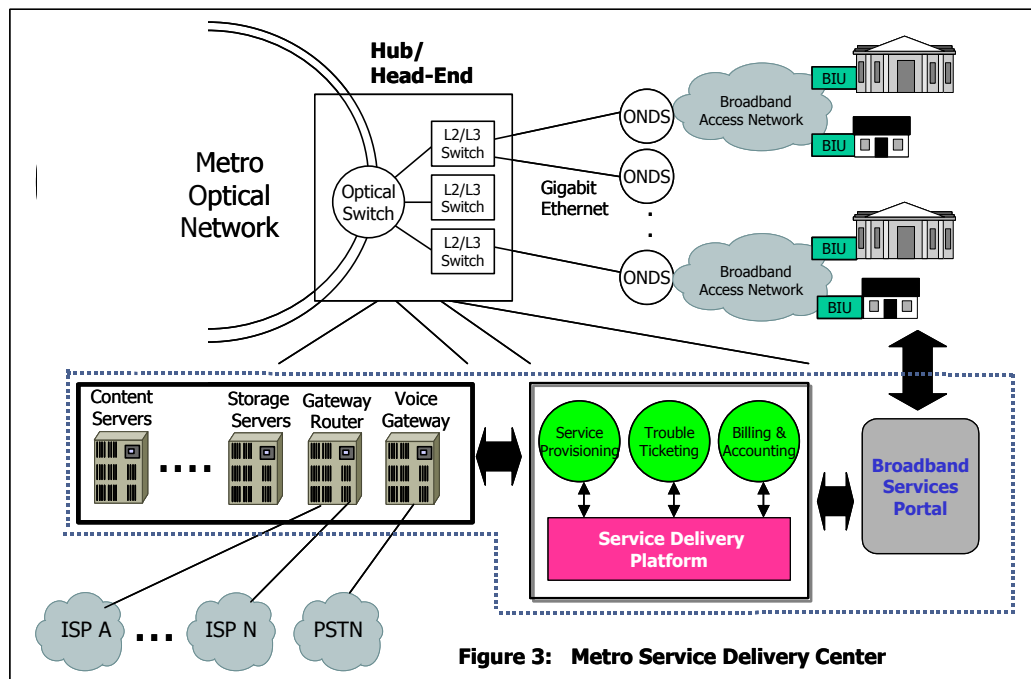 Hub/
Head-End
Metro
Optical
Network
Optical
Switch
L2/L3
Switch
L2/L3
Switch
L2/L3
Switch
Gigabit
Ethernet
ONDS
ONDS
.
.
ONDS
Broadband
Access Network
BIU
BIU
Broadband
Access Network
BIU
BIU
Content
Servers
....
Storage
Servers
Gateway
Router
Voice
Gateway
Service
Provisioning
Trouble
Ticketing
Billing &
Accounting
Service Delivery
Platform
Broadband
Services
Portal
ISP A
...
ISP N
PSTN
Figure 3: Metro Service Delivery Center